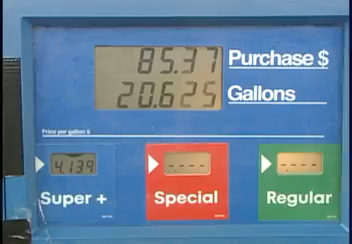 85.37 Purchase $
20.625 Gallons
Price per gallon $
4.139 -.--- -.---
Super + Special Regular